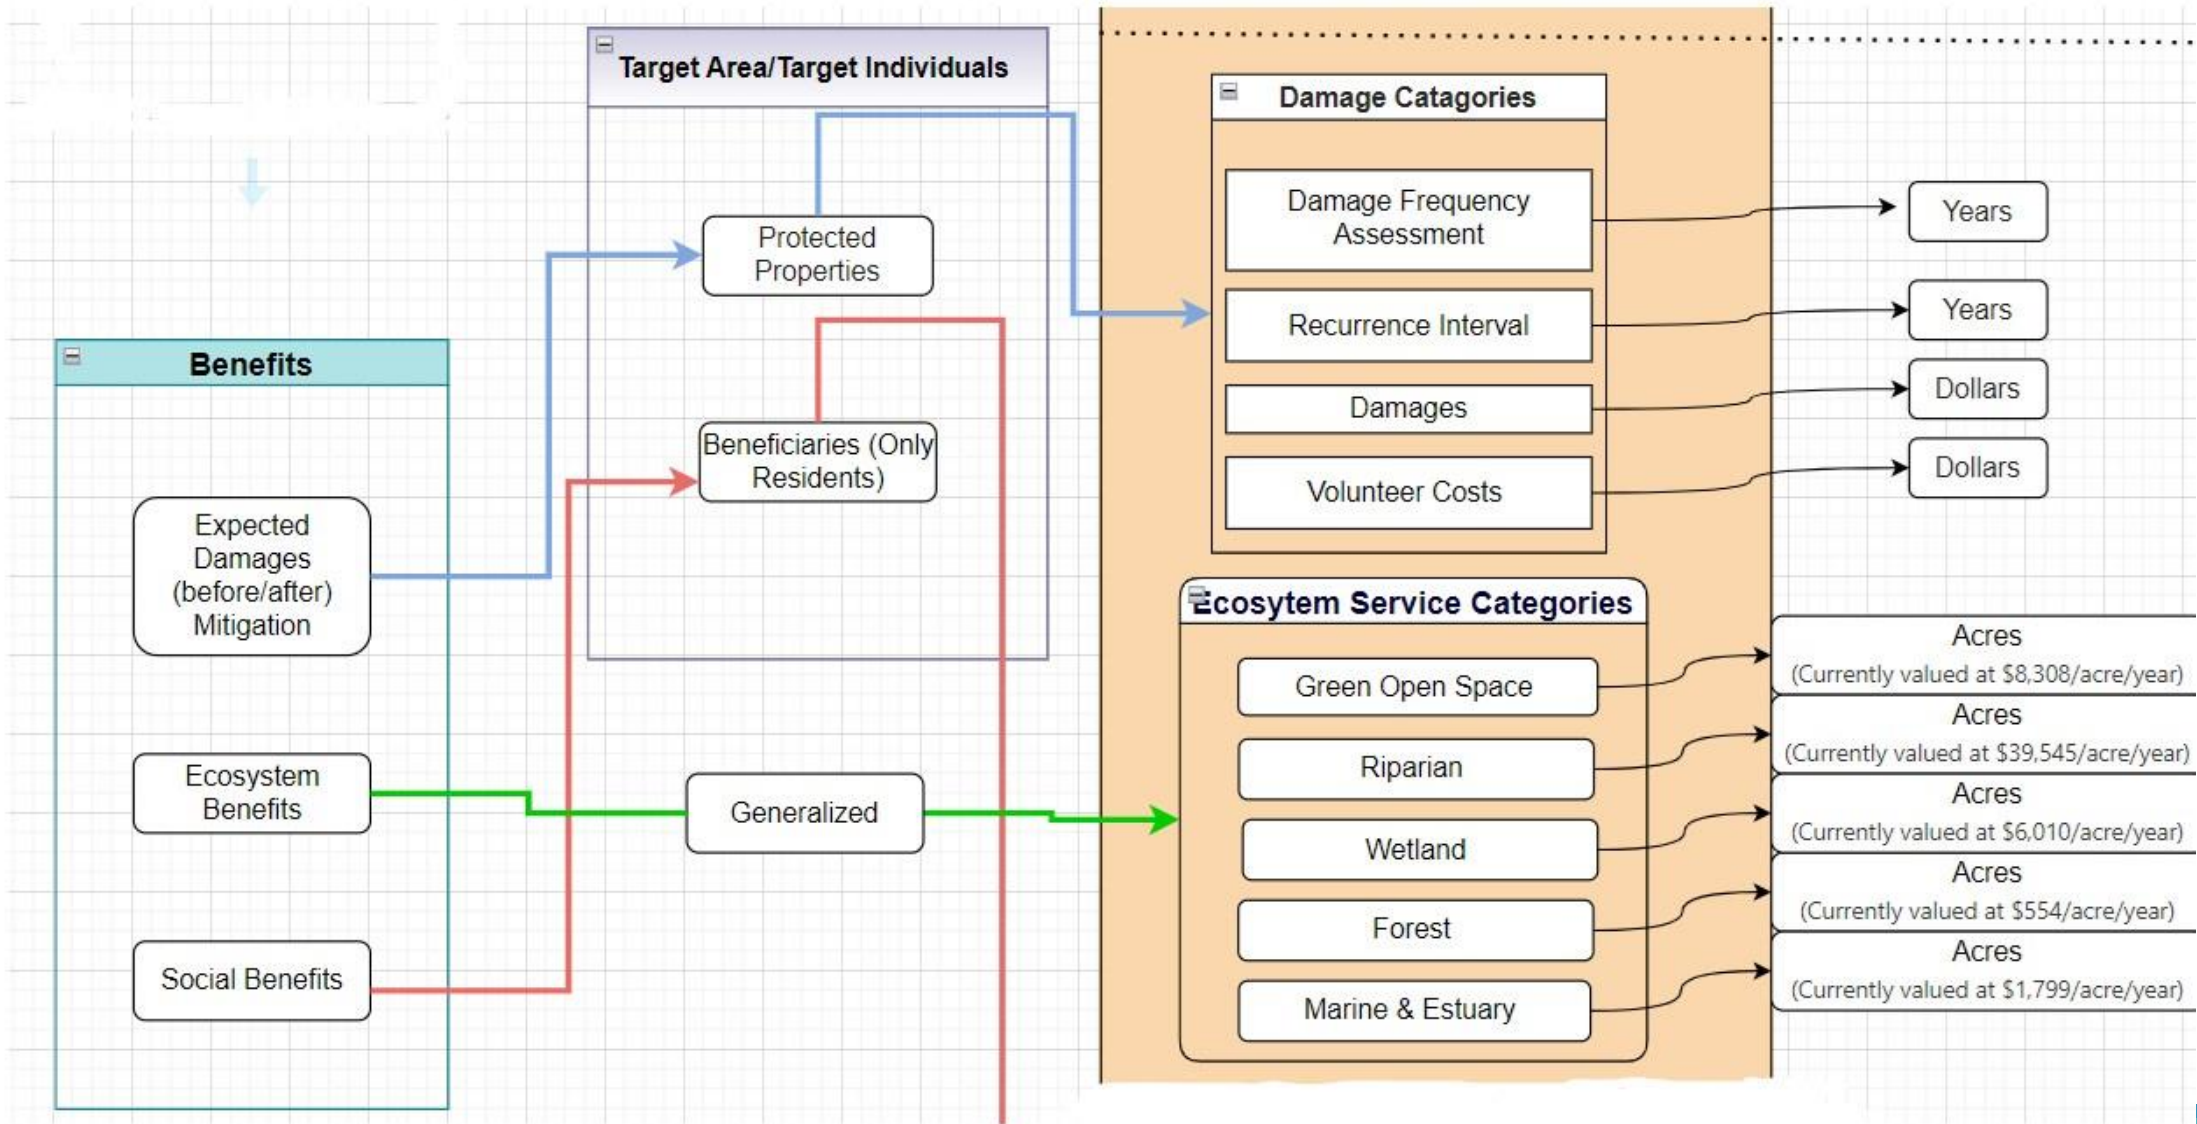 Target Area/Target Individuals
Protected
Properties
Beneficiaries (Only
Residents)
Benefits
Expected
Damages
(before/after)
Mitigation
Ecosystem
Benefits
Social Benefits
Generalized
Damage Catagories
Damage Frequency
Assessment
Recurrence Interval
Damages
Volunteer Costs
Years
Years
Dollars
Dollars
Ecosytem Service Categories
Green Open Space
Riparian
Wetland
Forest
Marine & Estuary
Acres
(Currently valued at $8,308/acre/year)
Acres
(Currently valued at $39,545/acre/year)
Acres
(Currently valued at $6,010/acre/year)
Acres
(Currently valued at $554/acre/year)
Acres
(Currently valued at $1,799/acre/year)